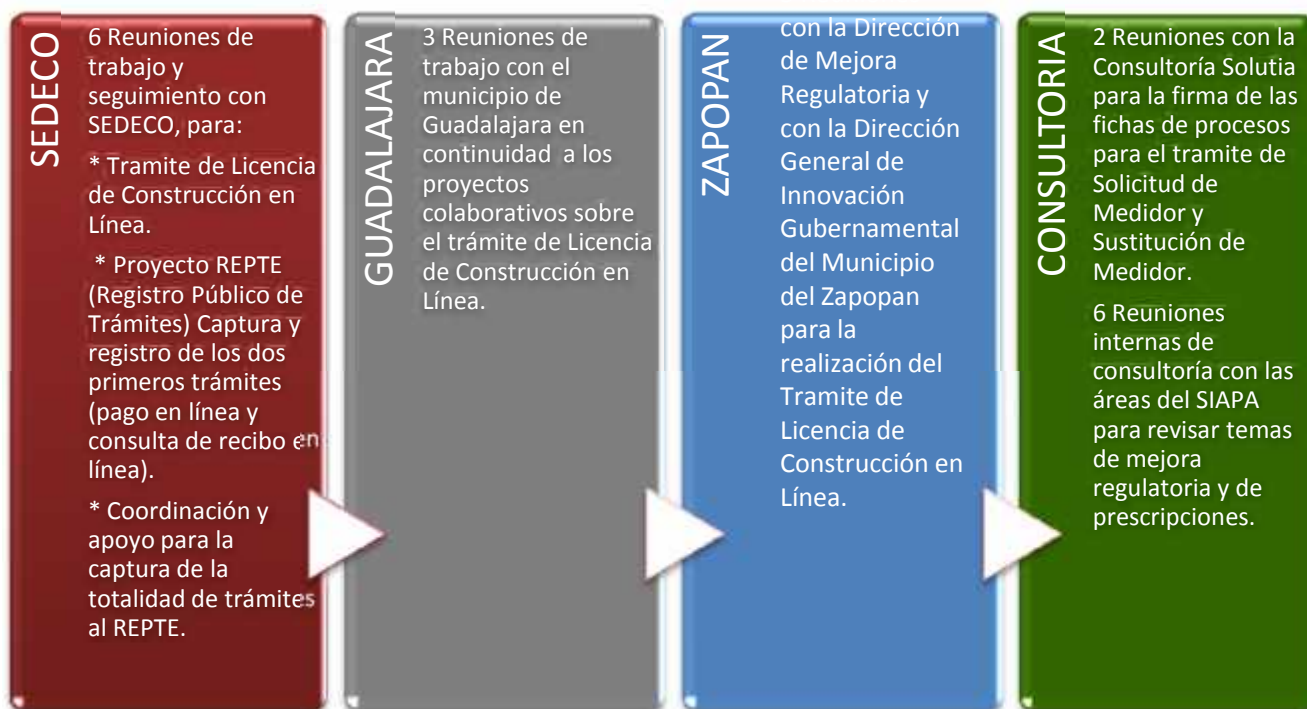 SEDECO
6 Reuniones de
trabajo y
seguimiento con
SEDECO, para:
* Tramite de Licencia
de Construcción en
Línea.
* Proyecto REPTE
(Registro Público de
Trámites) Captura y
registro de los dos
primeros trámites
(pago en línea y
consulta de recibo en
línea).
* Coordinación y
apoyo para la
captura de la
totalidad de trámites
al REPTE.
GUADALAJARA
3 Reuniones de
trabajo con el
municipio de
Guadalajara en
continuidad a los
proyectos
colaborativos sobre
el trámite de Licencia
de Construcción en
Línea.
ZAPOPAN
con la Dirección
de Mejora
Regulatoria y
con la Dirección
General de
Innovación
Gubernamental
del Municipio
del Zapopan
para la
realización del
Tramite de
Licencia de
Construcción en
Línea.
CONSULTORIA
2 Reuniones con la
Consultoría Solutia
para la firma de las
fichas de procesos
para el tramite de
Solicitud de
Medidor y
Sustitución de
Medidor.
6 Reuniones
internas de
consultoría con las
áreas del SIAPA
para revisar temas
de mejora
regulatoria y de
prescripciones.